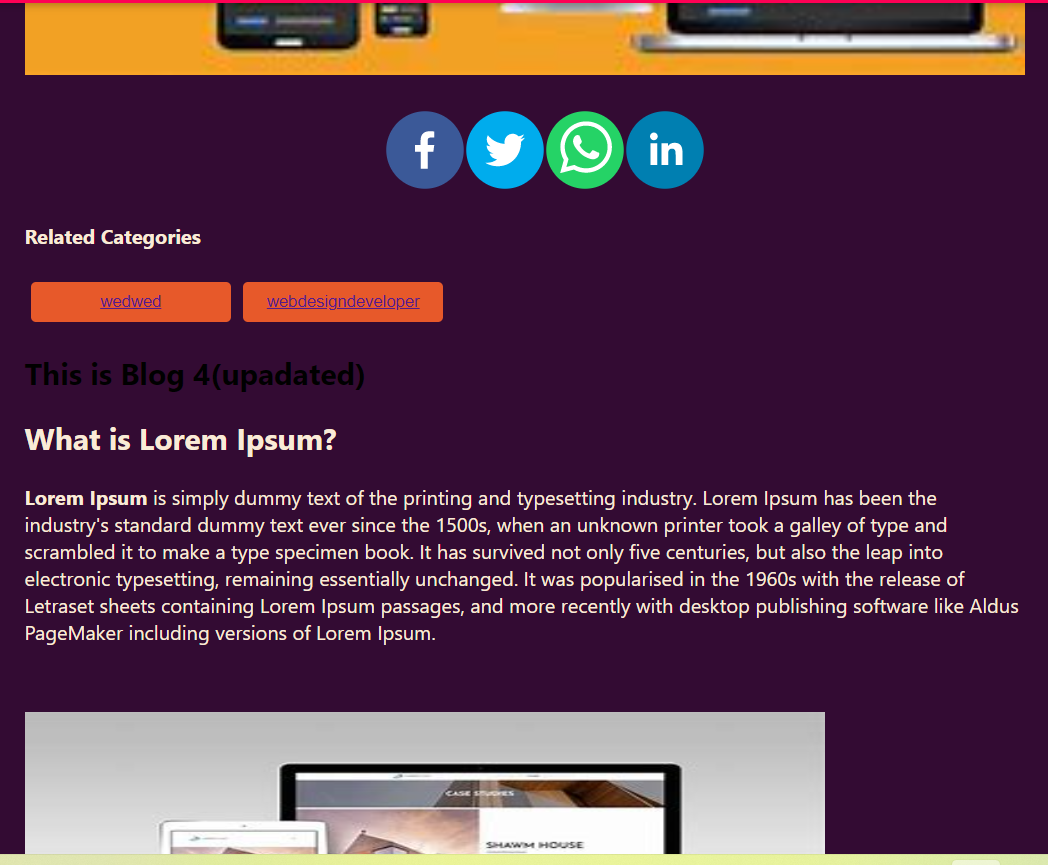 f
in
Related Categories
wedwed webdesigndeveloper
This is Blog 4(upadated)
What is Lorem Ipsum?
Lorem Ipsum is simply dummy text of the printing and typesetting industry. Lorem Ipsum has been the
industry's standard dummy text ever since the 1500s, when an unknown printer took a galley of type and
scrambled it to make a type specimen book. It has survived not only five centuries, but also the leap into
electronic typesetting, remaining essentially unchanged. It was popularised in the 1960s with the release of
Letraset sheets containing Lorem Ipsum passages, and more recently with desktop publishing software like Aldus
PageMaker including versions of Lorem Ipsum.
CASE STUDIES
SHAWM HOUSE